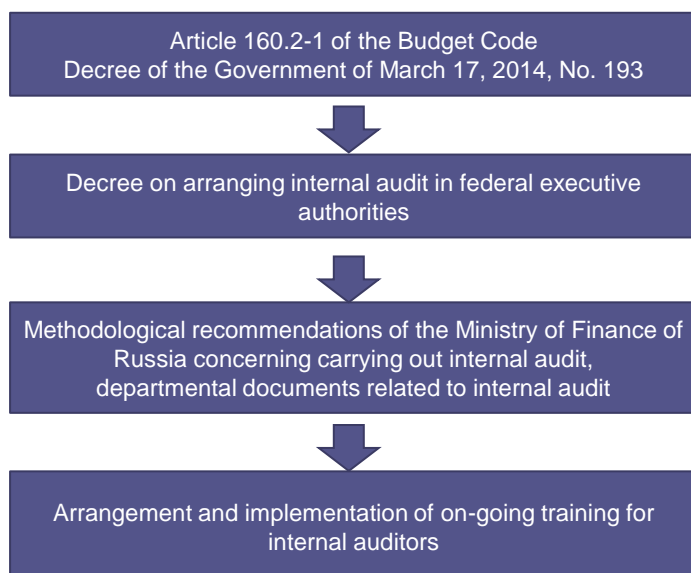 Article 160.2-1 of the Budget Code
Decree of the Government of March 17, 2014, No. 193
Decree on arranging internal audit in federal executive
authorities
Methodological recommendations of the Ministry of Finance of
Russia concerning carrying out internal audit,
departmental documents related to internal audit
Arrangement and implementation of on-going training for
internal auditors